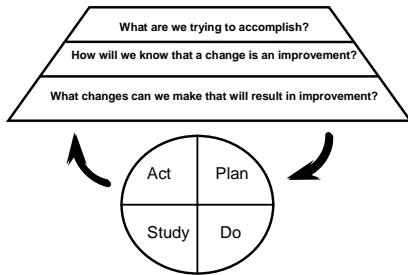 What are we trying to accomplish?
How will we know that a change is an improvement?
What changes can we make that will result in improvement?
Act
Plan
Study
Do